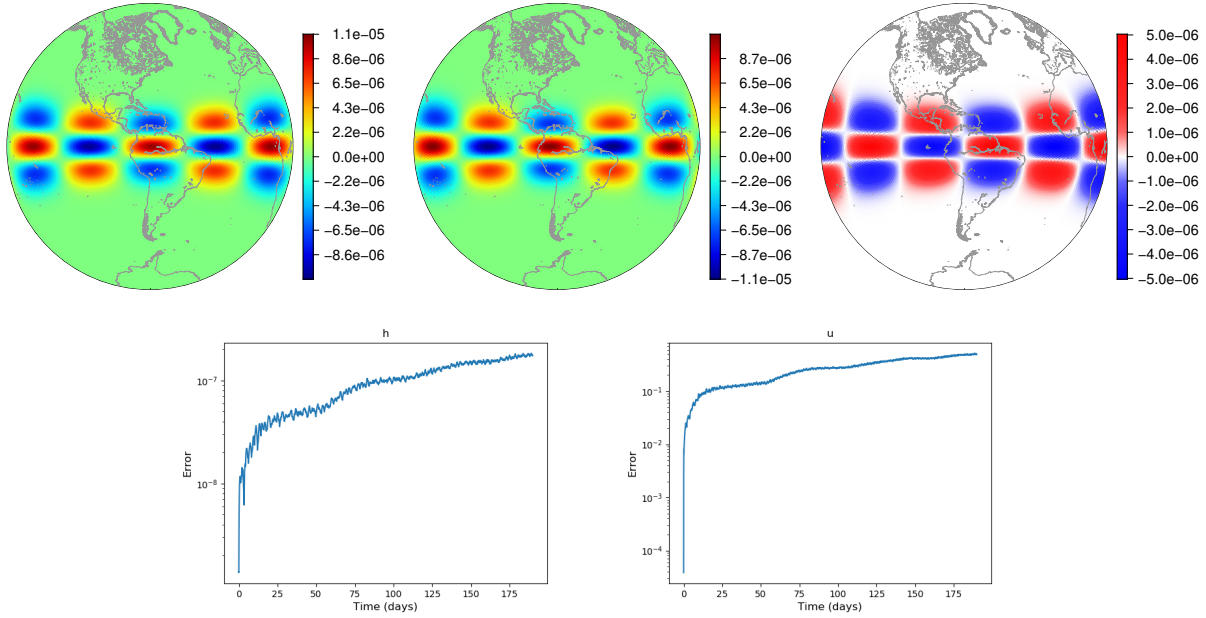 1.1e−05
8.6e−06
6.5e−06
4.3e−06
2.2e−06
0.0e+00
−2.2e−06
−4.3e−06
−6.5e−06
−8.6e−06
8.7e−06
6.5e−06
4.3e−06
2.2e−06
0.0e+00
−2.2e−06
−4.3e−06
−6.5e−06
−8.7e−06
−1.1e−05
5.0e−06
4.0e−06
3.0e−06
2.0e−06
1.0e−06
0.0e+00
−1.0e−06
−2.0e−06
−3.0e−06
−4.0e−06
−5.0e−06
h
Error
10−7
10−8
0 25 50 75 100 125 150 175
Time (days)
u
Error
10−1
10−2
10−3
10−4
0 25 50 75 100 125 150 175
Time (days)